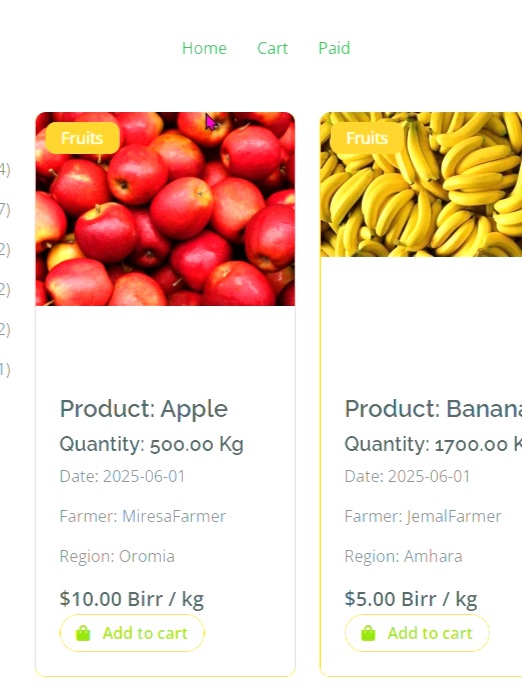 Home Cart Paid
4)
7)
2)
2)
2)
1)
Fruits
Product: Apple
Quantity: 500.00 Kg
Date: 2025-06-01
Farmer: MiresaFarmer
Region: Oromia
$10.00 Birr / kg
Add to cart
Fruits
Product: Banana
Quantity: 1700.00 K
Date: 2025-06-01
Farmer: JemalFarmer
Region: Amhara
$5.00 Birr / kg
Add to cart